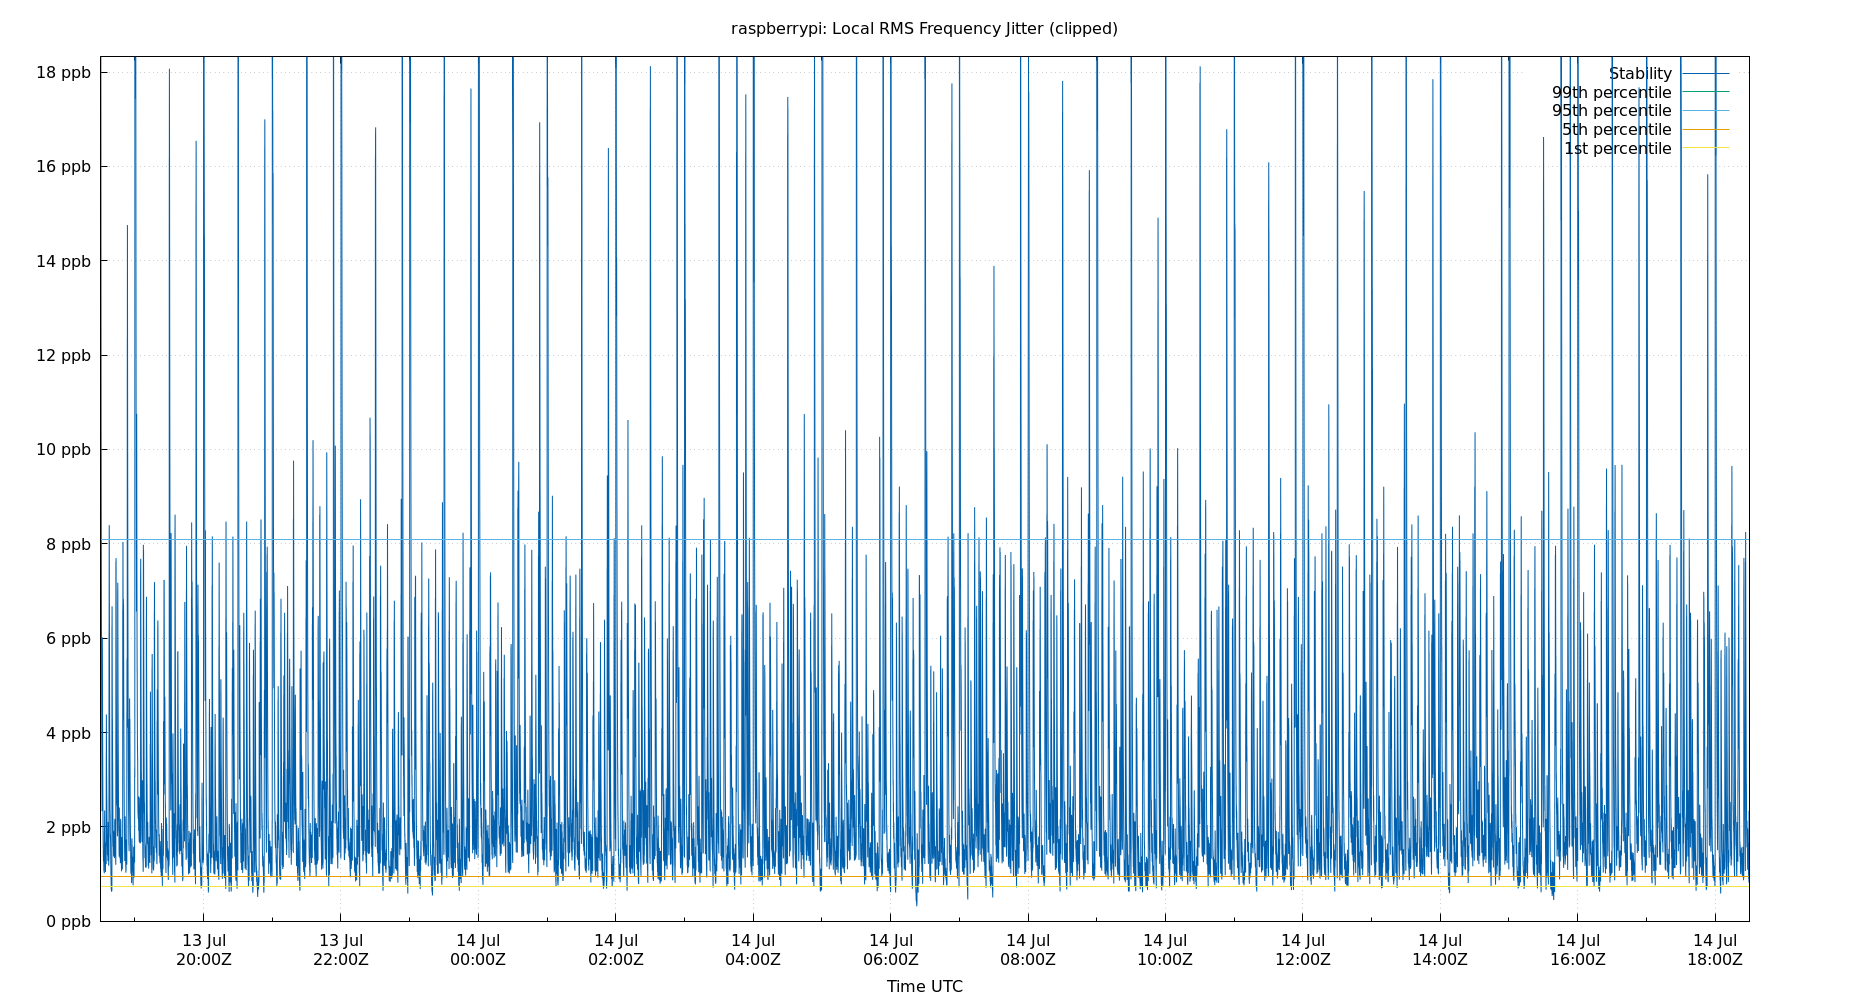 raspberrypi: Local RMS Frequency Jitter (clipped)
18 ppb
16 ppb
14 ppb
12 ppb
10 ppb
8 ppb
6 ppb
4 ppb
2 ppb
0 ppb
Stability
99th percentile
95th percentile
5th percentile
1st percentile
13 Jul 13 Jul 14 Jul 14 Jul 14 Jul 14 Jul 14 Jul 14 Jul 14 Jul 14 Jul 14 Jul 14 Jul
20:00Z 22:00Z 00:00Z 02:00Z 04:00Z 06:00Z 08:00Z 10:00Z 12:00Z 14:00Z 16:00Z 18:00Z
Time UTC